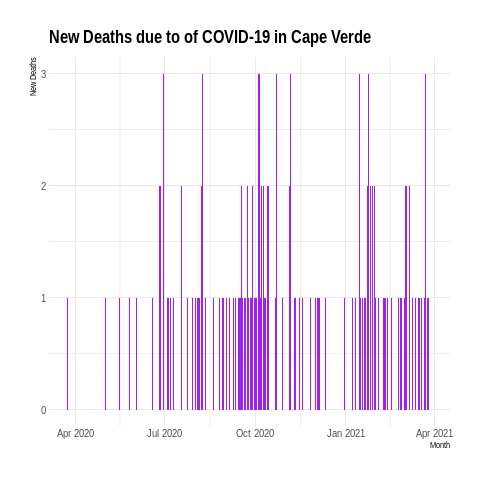 New Deaths due to of COVID-19 in Cape Verde
New Deaths
3
2
1
0
Apr 2020 Jul 2020 Oct 2020 Jan 2021 Apr 2021
Month